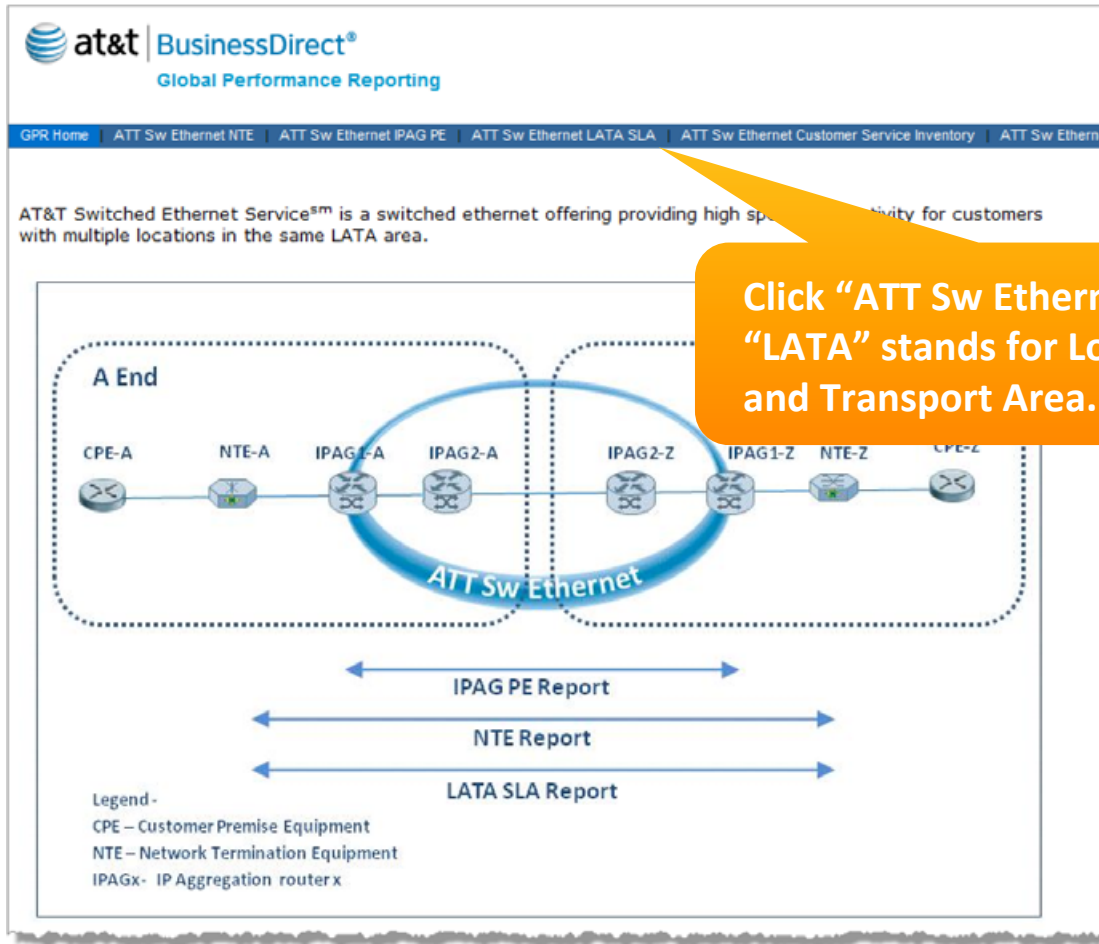 at&t BusinessDirect®
Global Performance Reporting
GPR Home | ATT Sw Ethernet NTE | ATT Sw Ethernet IPAG PE | ATT Sw Ethernet LATA SLA | ATT Sw Ethernet Customer Service Inventory | ATT Sw Ethern
AT&T Switched Ethernet Service℠ is a switched ethernet offering providing high for customers
with multiple locations in the same LATA area.
Click “ATT Sw Ethern
“LATA” stands for Lo
and Transport Area.
A End
CPE-A NTE-A IPAG1-A IPAG2-A IPAG2-Z IPAG1-Z NTE-Z CPE-Z
ATT Sw Ethernet
IPAG PE Report
NTE Report
LATA SLA Report
Legend -
CPE – Customer Premise Equipment
NTE – Network Termination Equipment
IPAGx- IP Aggregation router x